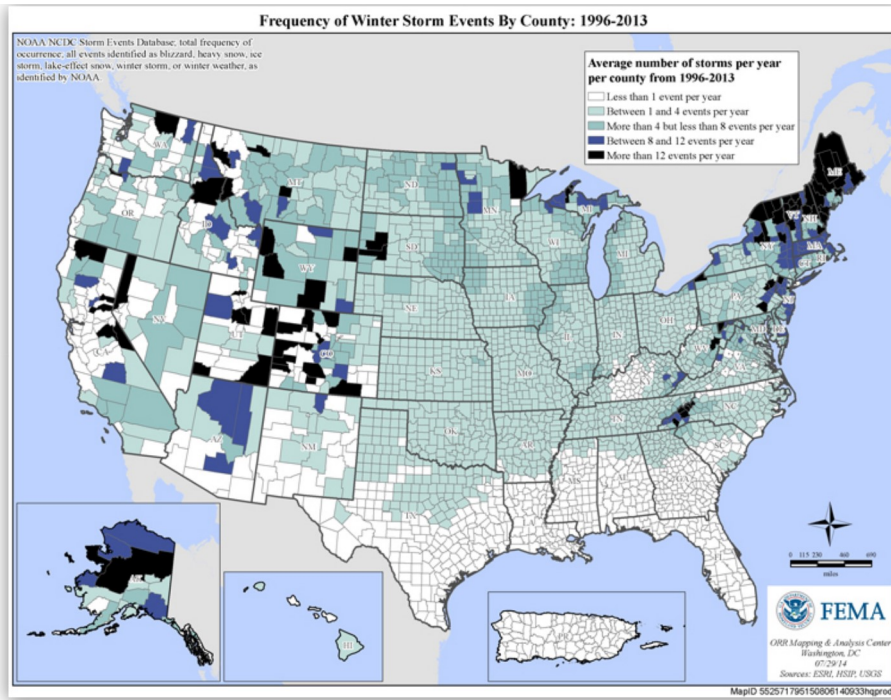 Frequency of Winter Storm Events By County: 1996-2013
NOAA NCDC Storm Events Database; total frequency of
occurrence, all events identified as blizzard, heavy snow, ice
storm, lake-effect snow, winter storm, or winter weather, as
identified by NOAA
Average number of storms per year
per county from 1996-2013
Less than 1 event per year
Between 1 and 4 events per year
More than 4 but less than 8 events per year
Between 8 and 12 events per year
More than 12 events per year
WA
MT
ND
MN
ME
OR
ID
WY
SD
WI
MI
VT
NH
NY
MA
NV
NE
IA
PA
NJ
CA
UT
CO
KS
MO
IL
IN
OH
WV
MD
DE
VA
AZ
NM
OK
AR
TN
NC
SC
TX
LA
MS
AL
GA
FL
HI
PR
0 115 230 460 690
miles
FEMA
ORR Mapping & Analysis Center
Washington, DC
07/29/14
Sources: ESRI, HSIP, USGS
MapID 55257179515080614093hqprod